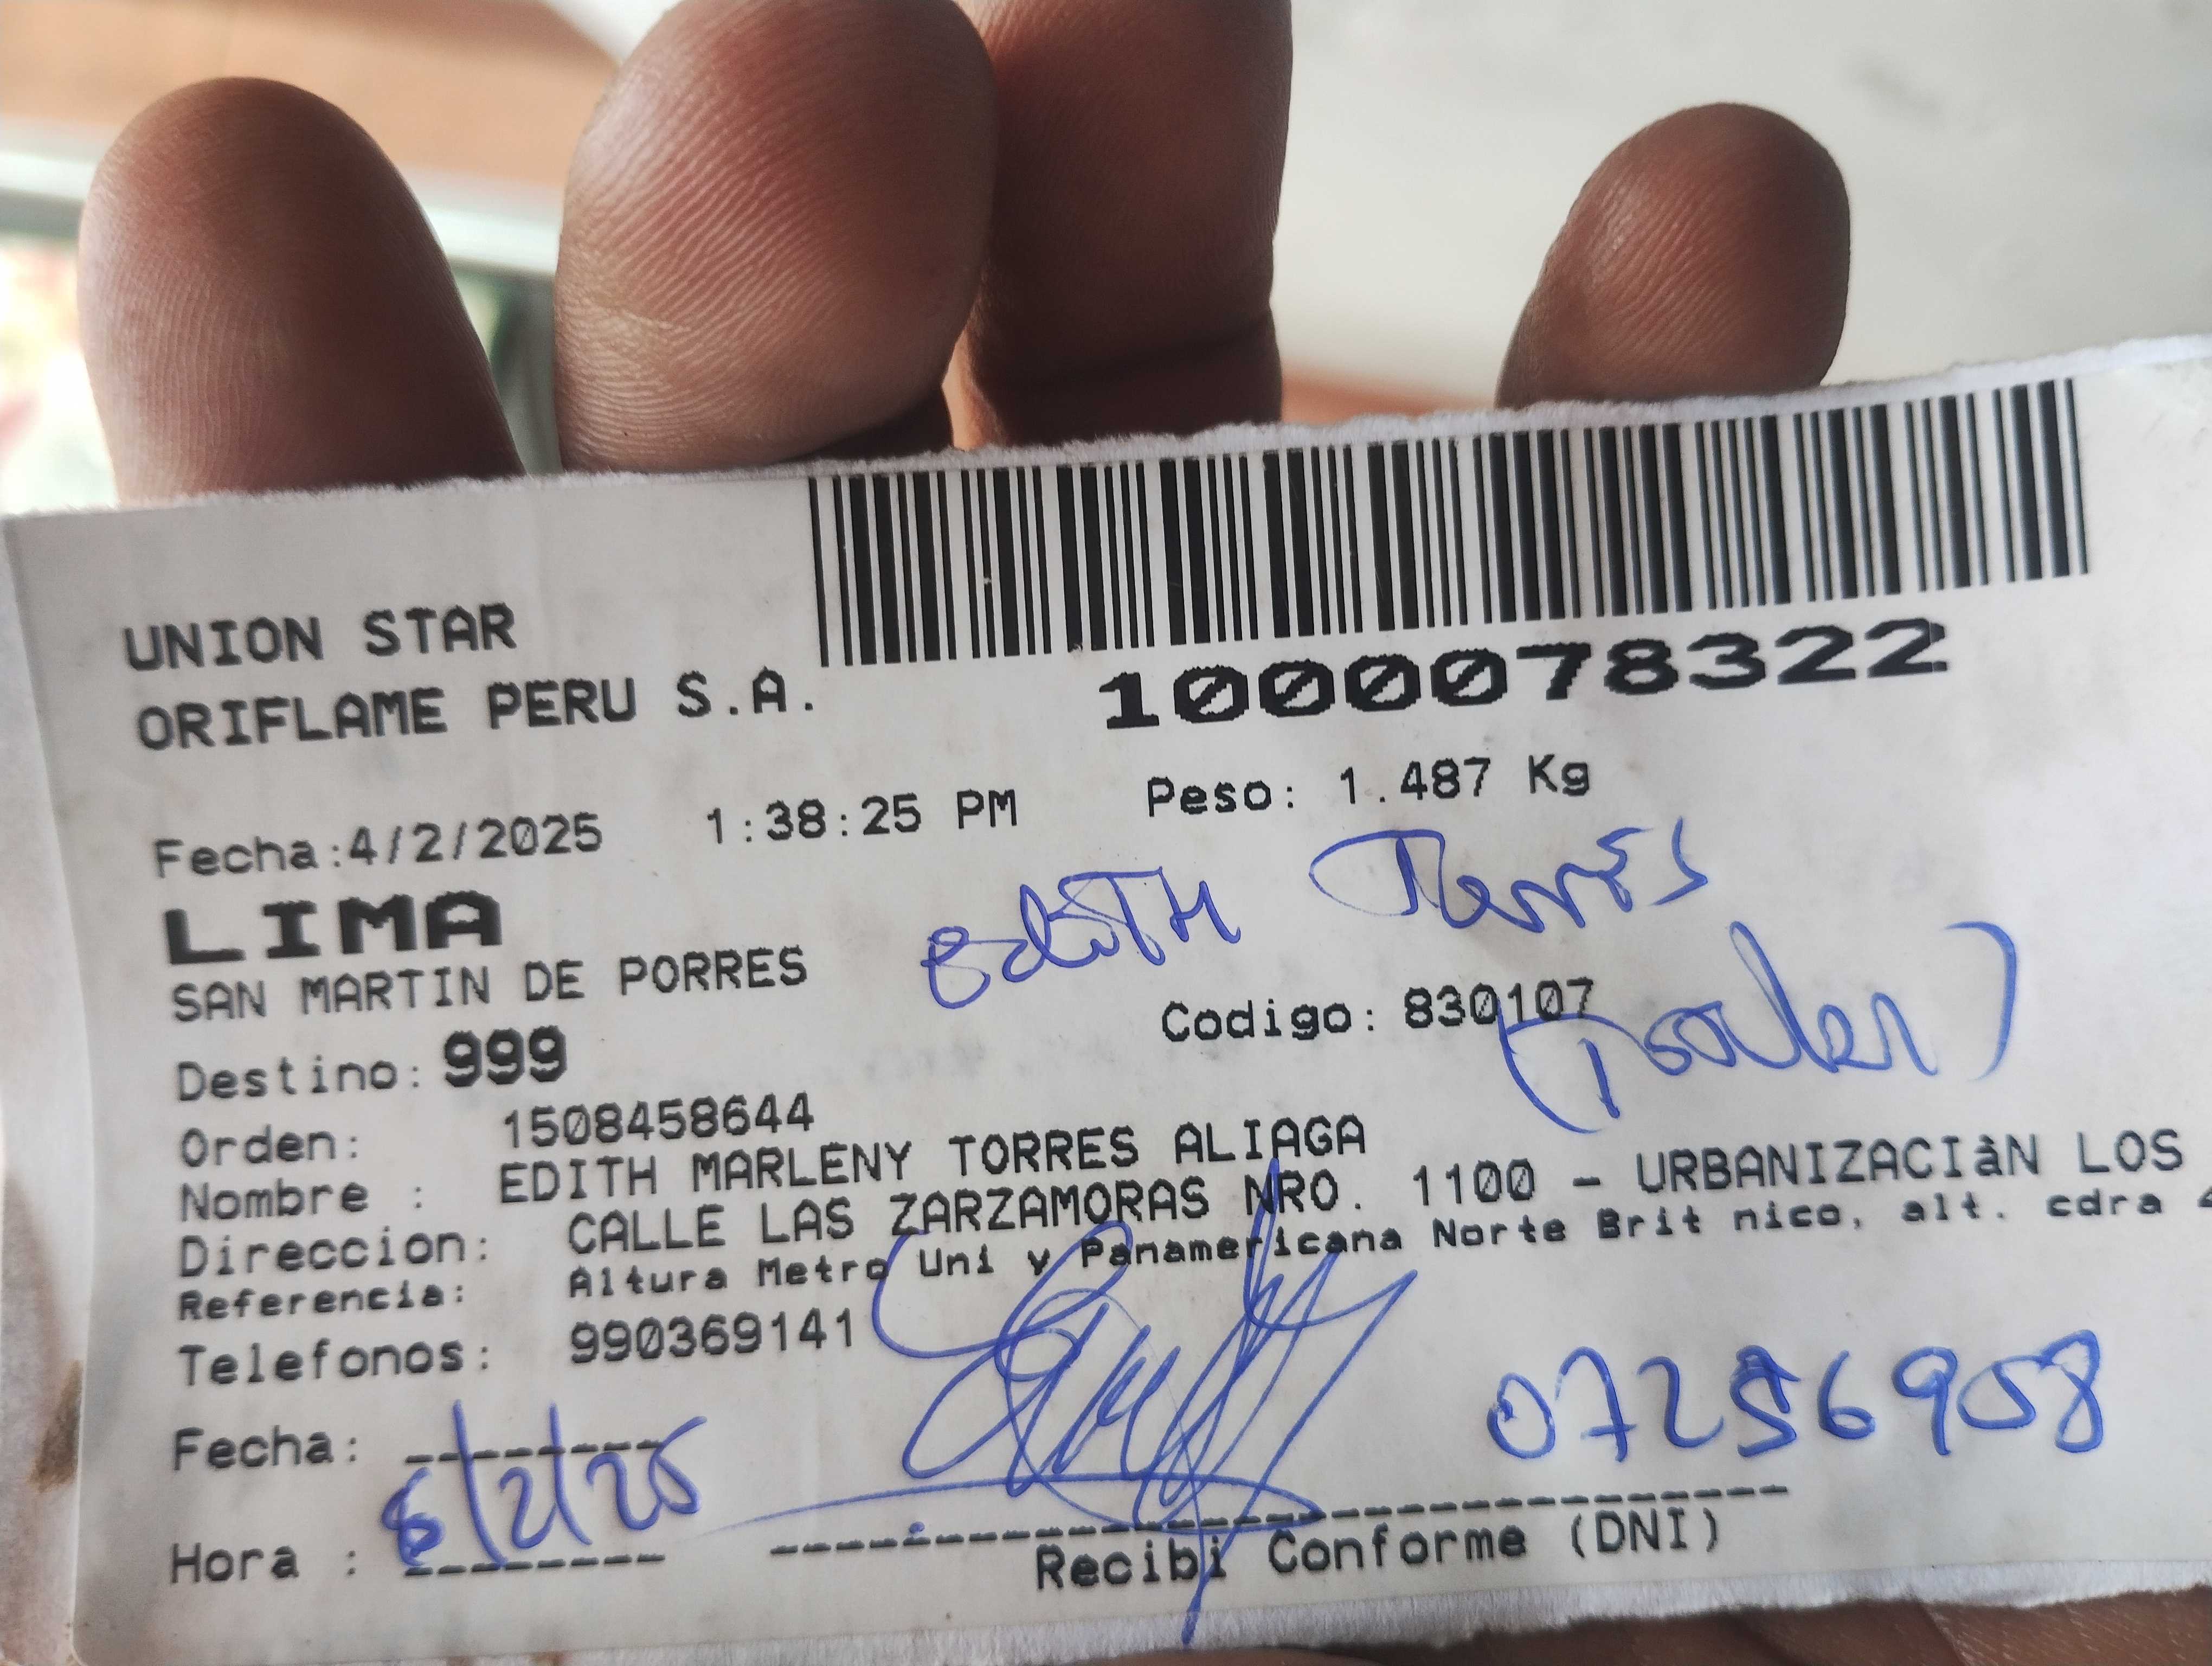 UNION STAR
ORIFLAME PERU S.A.
1000078322
Fecha:4/2/2025 1:38:25 PM Peso: 1.487 Kg
LIMA
Edith Torres
SAN MARTIN DE PORRES
Codigo: 830107
Destino: 999
Orden: 1508458644
Nombre : EDITH MARLENY TORRES ALIAGA
Direccion: CALLE LAS ZARZAMORAS NRO. 1100 - URBANIZACIàN LOS
Referencia: Altura Metro Uni y Panamericana Norte Brit nico, alt. cdra 4
Telefonos: 990369141
07256958
Fecha: 8/2/25
Hora :
Recibi Conforme (DNI)